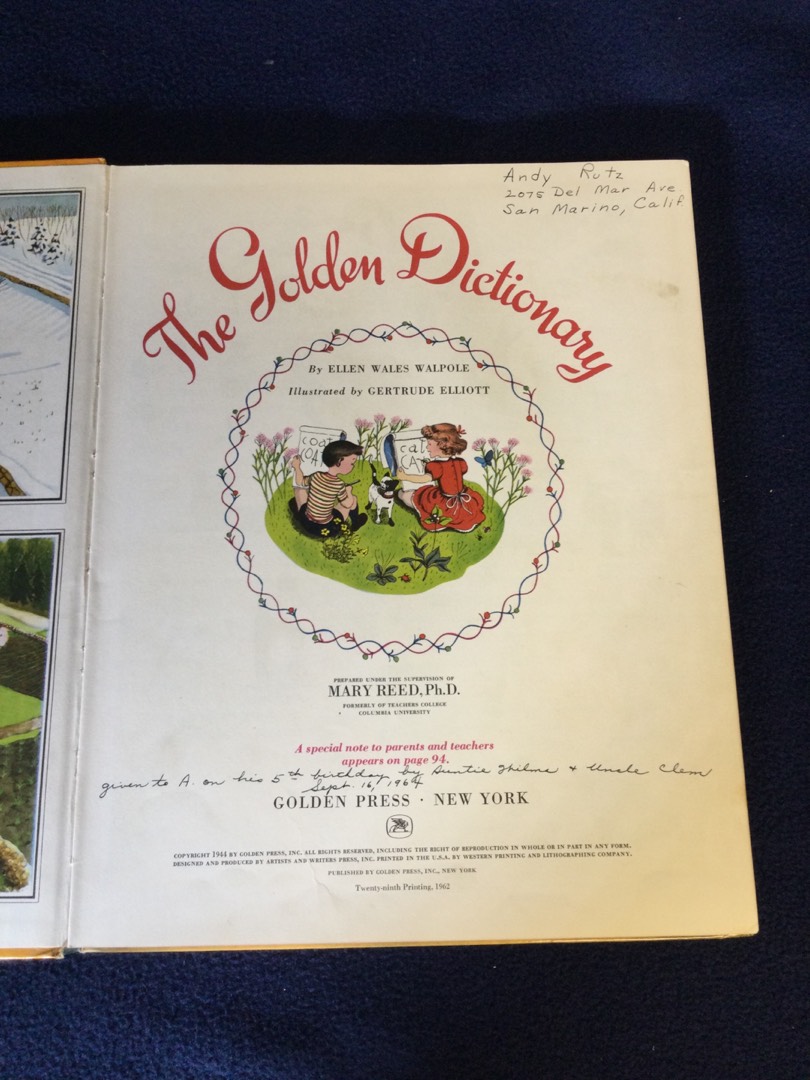 Andy Rutz
2075 Del Mar Ave
San Marino, Calif.
The Golden Dictionary
By ELLEN WALES WALPOLE
Illustrated by GERTRUDE ELLIOTT
coat
COAT
cat
CAT
PREPARED UNDER THE SUPERVISION OF
MARY REED, Ph.D.
FORMERLY OF TEACHERS COLLEGE
COLUMBIA UNIVERSITY
A special note to parents and teachers
appears on page 94.
given to A. on his 5th birthday by Auntie Thilma & Uncle Clem
Sept. 16, 1964
GOLDEN PRESS · NEW YORK
COPYRIGHT 1944 BY GOLDEN PRESS, INC. ALL RIGHTS RESERVED, INCLUDING THE RIGHT OF REPRODUCTION IN WHOLE OR IN PART IN ANY FORM.
DESIGNED AND PRODUCED BY ARTISTS AND WRITERS PRESS, INC. PRINTED IN THE U.S.A. BY WESTERN PRINTING AND LITHOGRAPHING COMPANY.
PUBLISHED BY GOLDEN PRESS, INC., NEW YORK
Twenty-ninth Printing, 1962